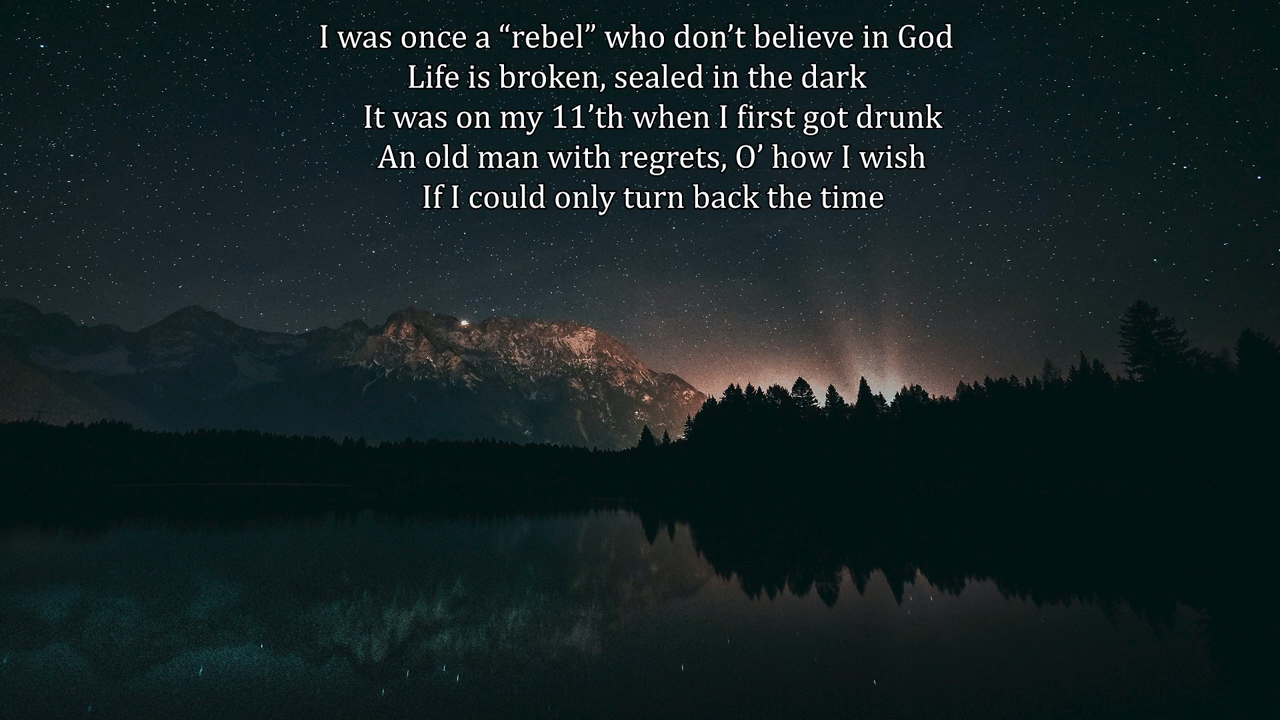 I was once a “rebel” who don’t believe in God
Life is broken, sealed in the dark
It was on my 11’th when I first got drunk
An old man with regrets, O’ how I wish
If I could only turn back the time